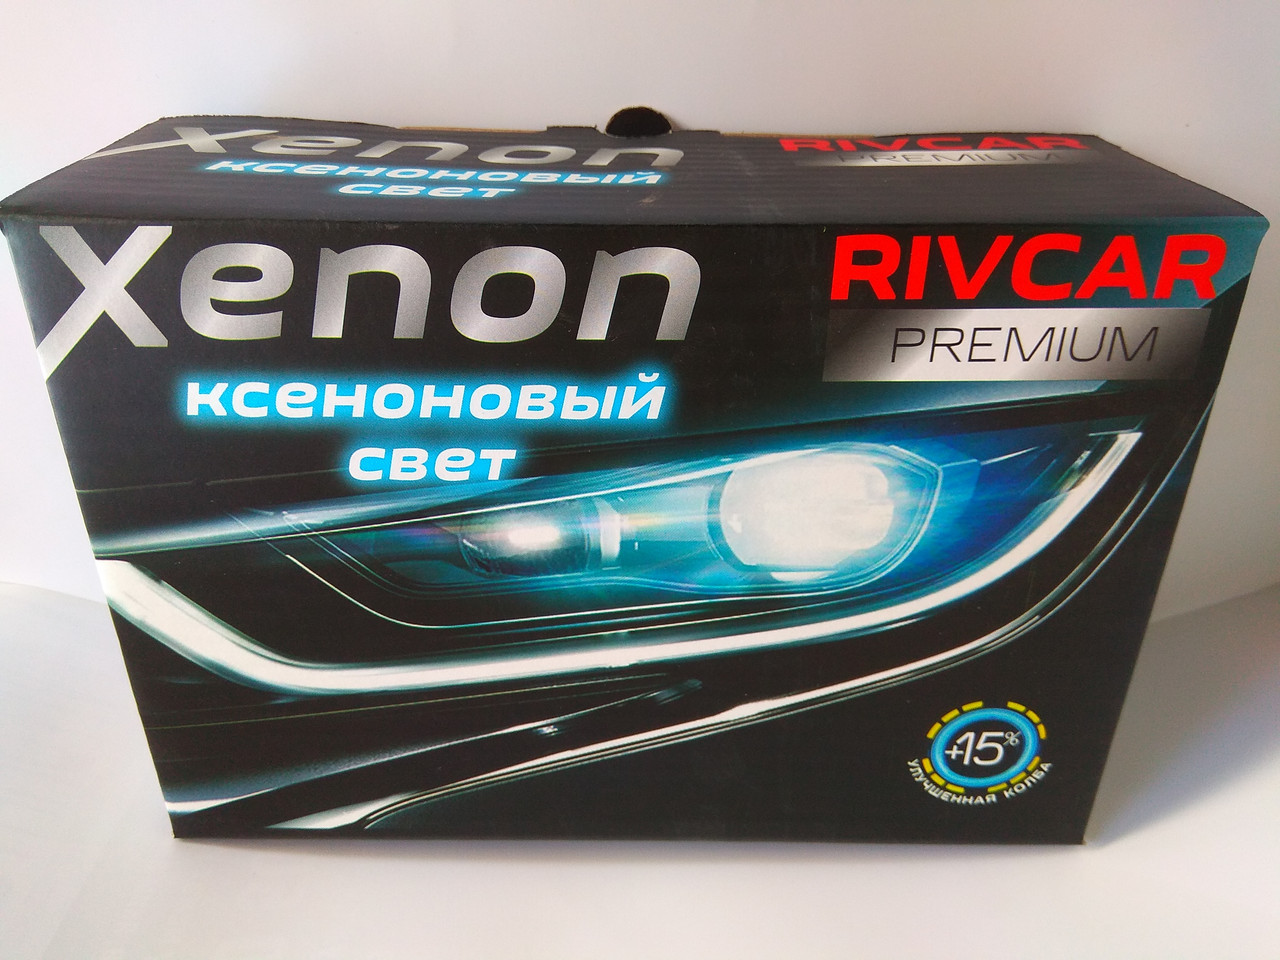 Xenon
ксеноновый
свет
RIVCAR
PREMIUM
Xenon
ксеноновый
свет
RIVCAR
PREMIUM
+15%
УЛУЧШЕННАЯ КОЛБА